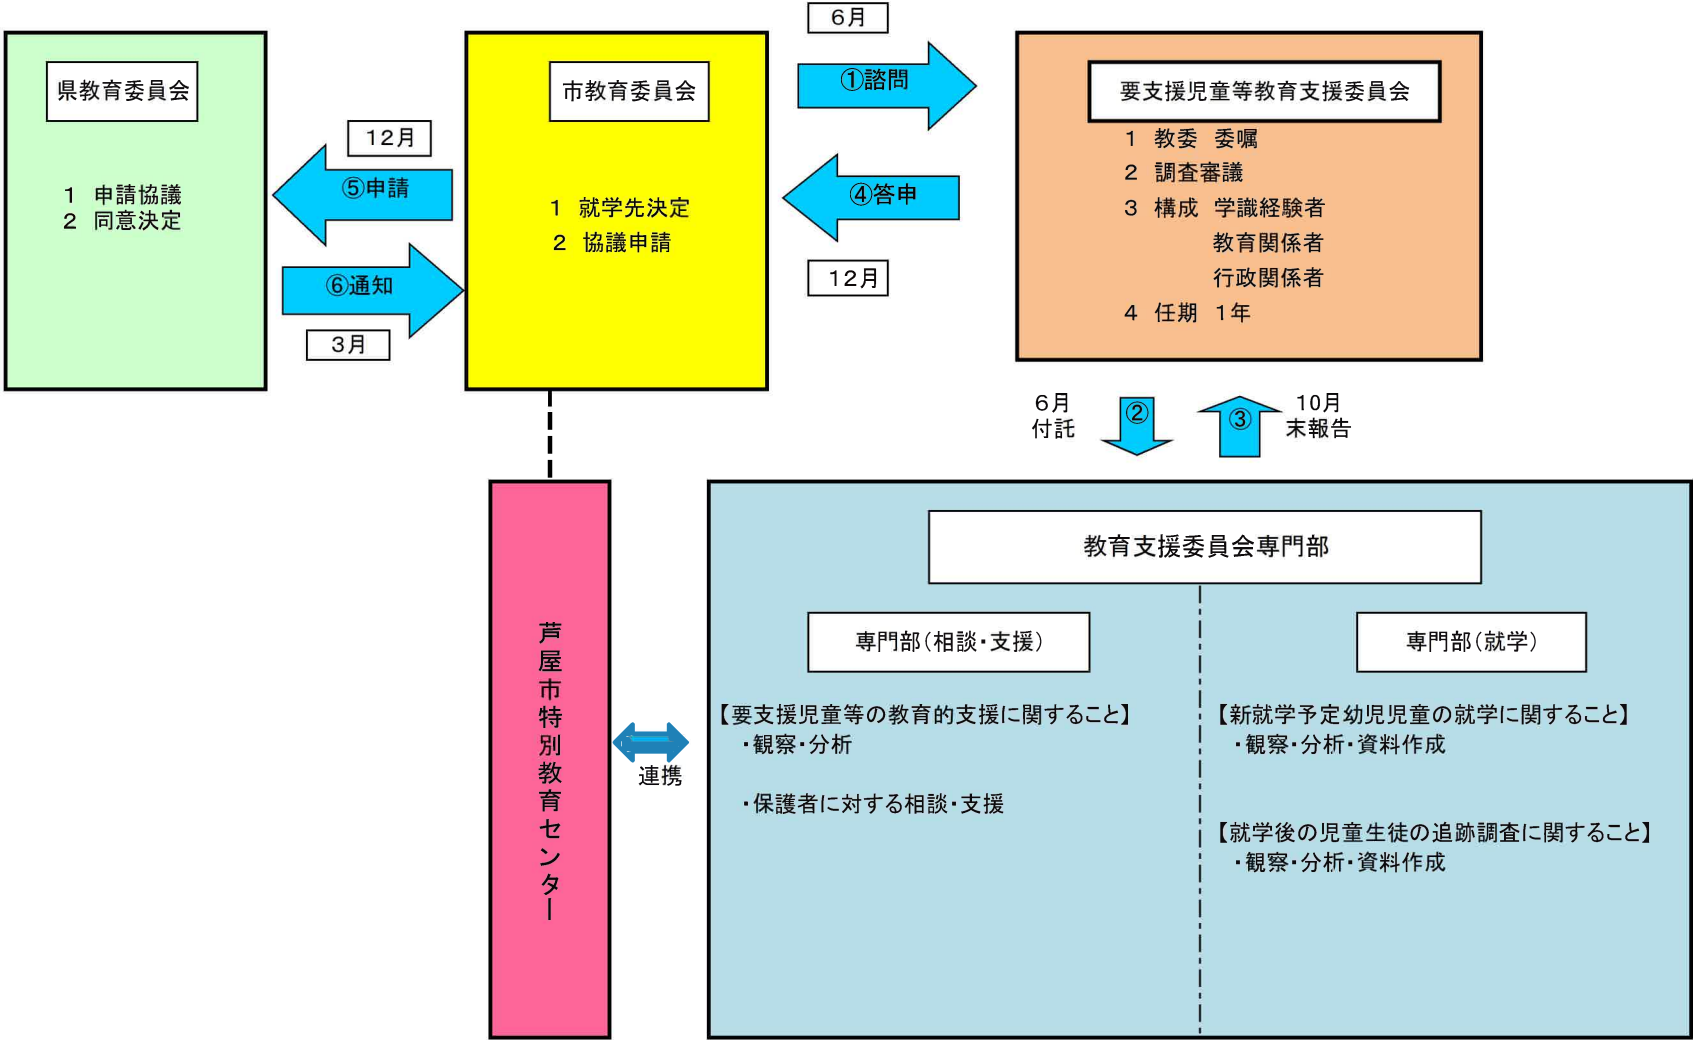 県教育委員会
1 申請協議
2 同意決定
12月
⑤申請
⑥通知
3月
市教育委員会
1 就学先決定
2 協議申請
6月
①諮問
④答申
12月
要支援児童等教育支援委員会
1 教委 委嘱
2 調査審議
3 構成 学識経験者
教育関係者
行政関係者
4 任期 1年
6月
付託
②
③
10月
末報告
芦屋市特別教育センター
連携
教育支援委員会専門部
専門部(相談・支援)
【要支援児童等の教育的支援に関すること】
・観察・分析
・保護者に対する相談・支援
専門部(就学)
【新就学予定幼児児童の就学に関すること】
・観察・分析・資料作成
【就学後の児童生徒の追跡調査に関すること】
・観察・分析・資料作成